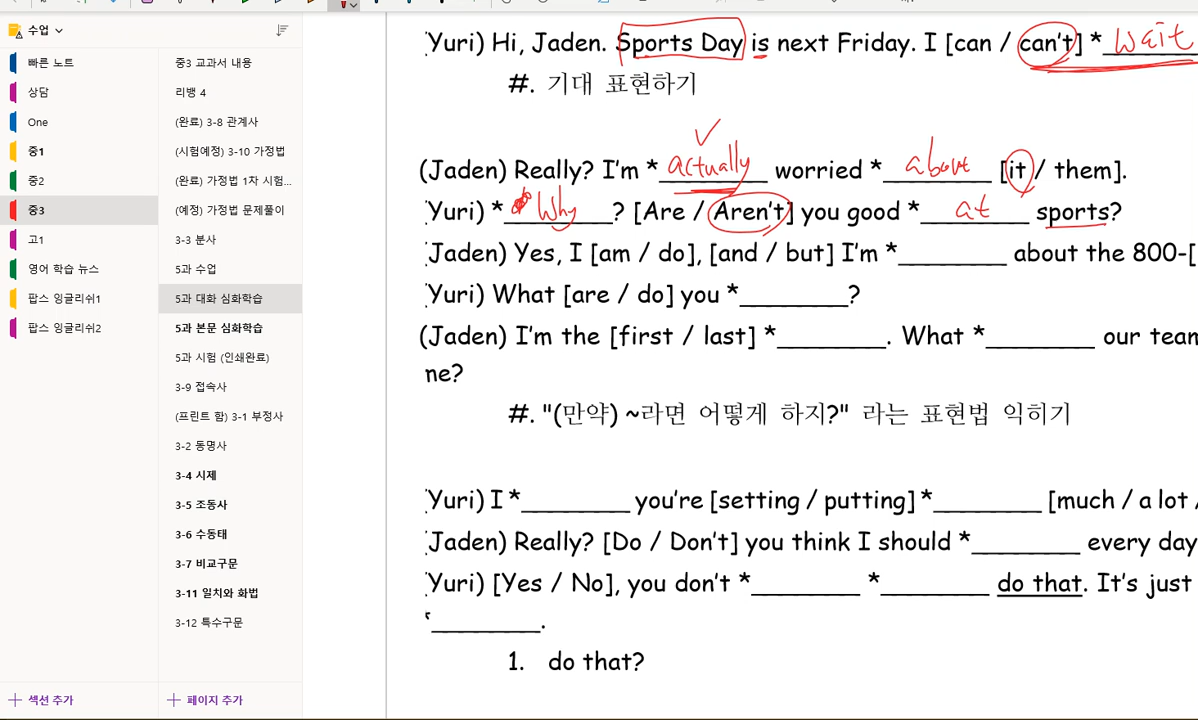 수업
빠른 노트
상담
One
중1
중2
중3
고1
영어 학습 뉴스
팝스 잉글리쉬1
팝스 잉글리쉬2
섹션 추가
중3 교과서 내용
리뱅 4
(완료) 3-8 관계사
(시험예정) 3-10 가정법
(완료) 가정법 1차 시험...
(예정) 가정법 문제풀이
3-3 분사
5과 수업
5과 대화 심화학습
5과 본문 심화학습
5과 시험 (인쇄완료)
3-9 접속사
(프린트 함) 3-1 부정사
3-2 동명사
3-4 시제
3-5 조동사
3-6 수동태
3-7 비교구문
3-11 일치와 화법
3-12 특수구문
페이지 추가
Yuri) Hi, Jaden. Sports Day is next Friday. I [can / can't] * wait
#. 기대 표현하기
(Jaden) Really? I'm * actually worried * about [it / them].
Yuri) * Why? [Are / Aren't] you good * at sports?
Jaden) Yes, I [am / do], [and / but] I'm *________ about the 800-[
Yuri) What [are / do] you *________?
(Jaden) I'm the [first / last] *________. What *________ our team
ne?
#. "(만약) ~라면 어떻게 하지?" 라는 표현법 익히기
Yuri) I *________ you're [setting / putting] *________ [much / a lot /
Jaden) Really? [Do / Don't] you think I should *________ every day
Yuri) [Yes / No], you don't *________ *________ do that. It's just
*________.
1. do that?